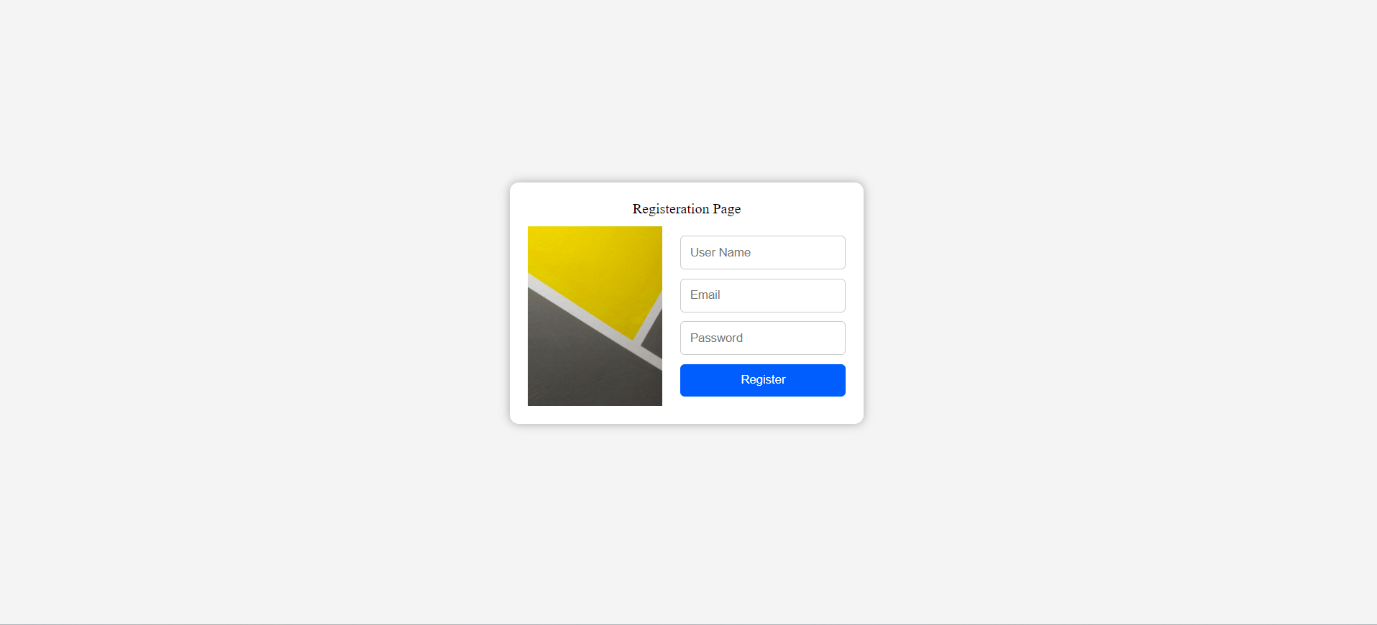 Registeration Page
User Name
Email
Password
Register